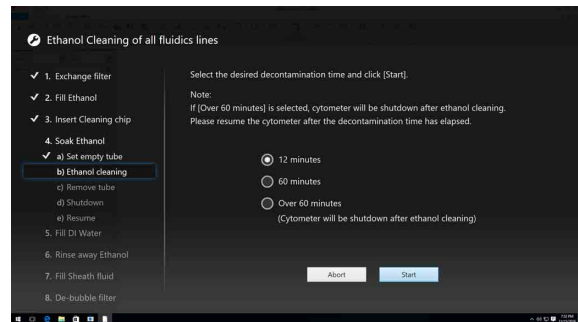 Ethanol Cleaning of all fluidics lines
1. Exchange filter
2. Fill Ethanol
3. Insert Cleaning chip
4. Soak Ethanol
a) Set empty tube
b) Ethanol cleaning
c) Remove tube
d) Shutdown
e) Resume
5. Fill DI Water
6. Rinse away Ethanol
7. Fill Sheath fluid
8. De-bubble filter
Select the desired decontamination time and click [Start].
Note:
If [Over 60 minutes] is selected, cytometer will be shutdown after ethanol cleaning.
Please resume the cytometer after the decontamination time has elapsed.
12 minutes
60 minutes
Over 60 minutes
(Cytometer will be shutdown after ethanol cleaning)
Abort
Start